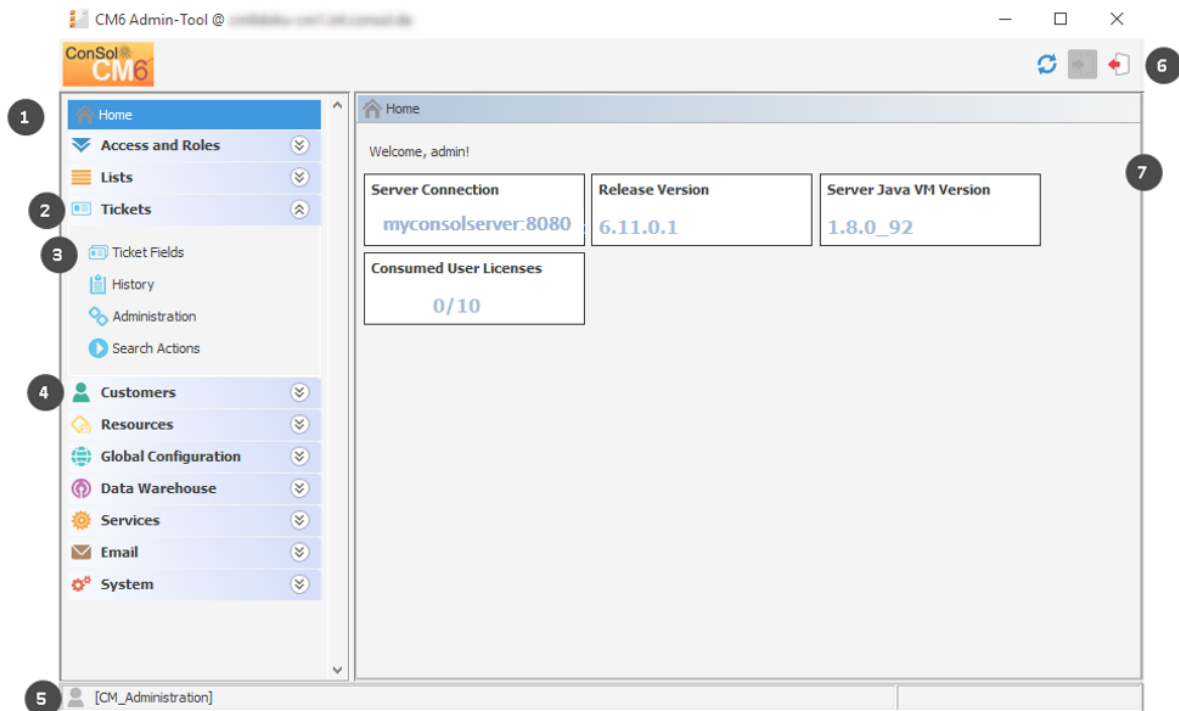 CM6 Admin-Tool @
ConSol
CM6
6
1
Home
Home
Access and Roles
Welcome, admin!
7
Lists
Server Connection
Release Version
Server Java VM Version
2
Tickets
myconsolserver:8080
6.11.0.1
1.8.0_92
3
Ticket Fields
Consumed User Licenses
History
0/10
Administration
Search Actions
4
Customers
Resources
Global Configuration
Data Warehouse
Services
Email
System
5
[CM_Administration]